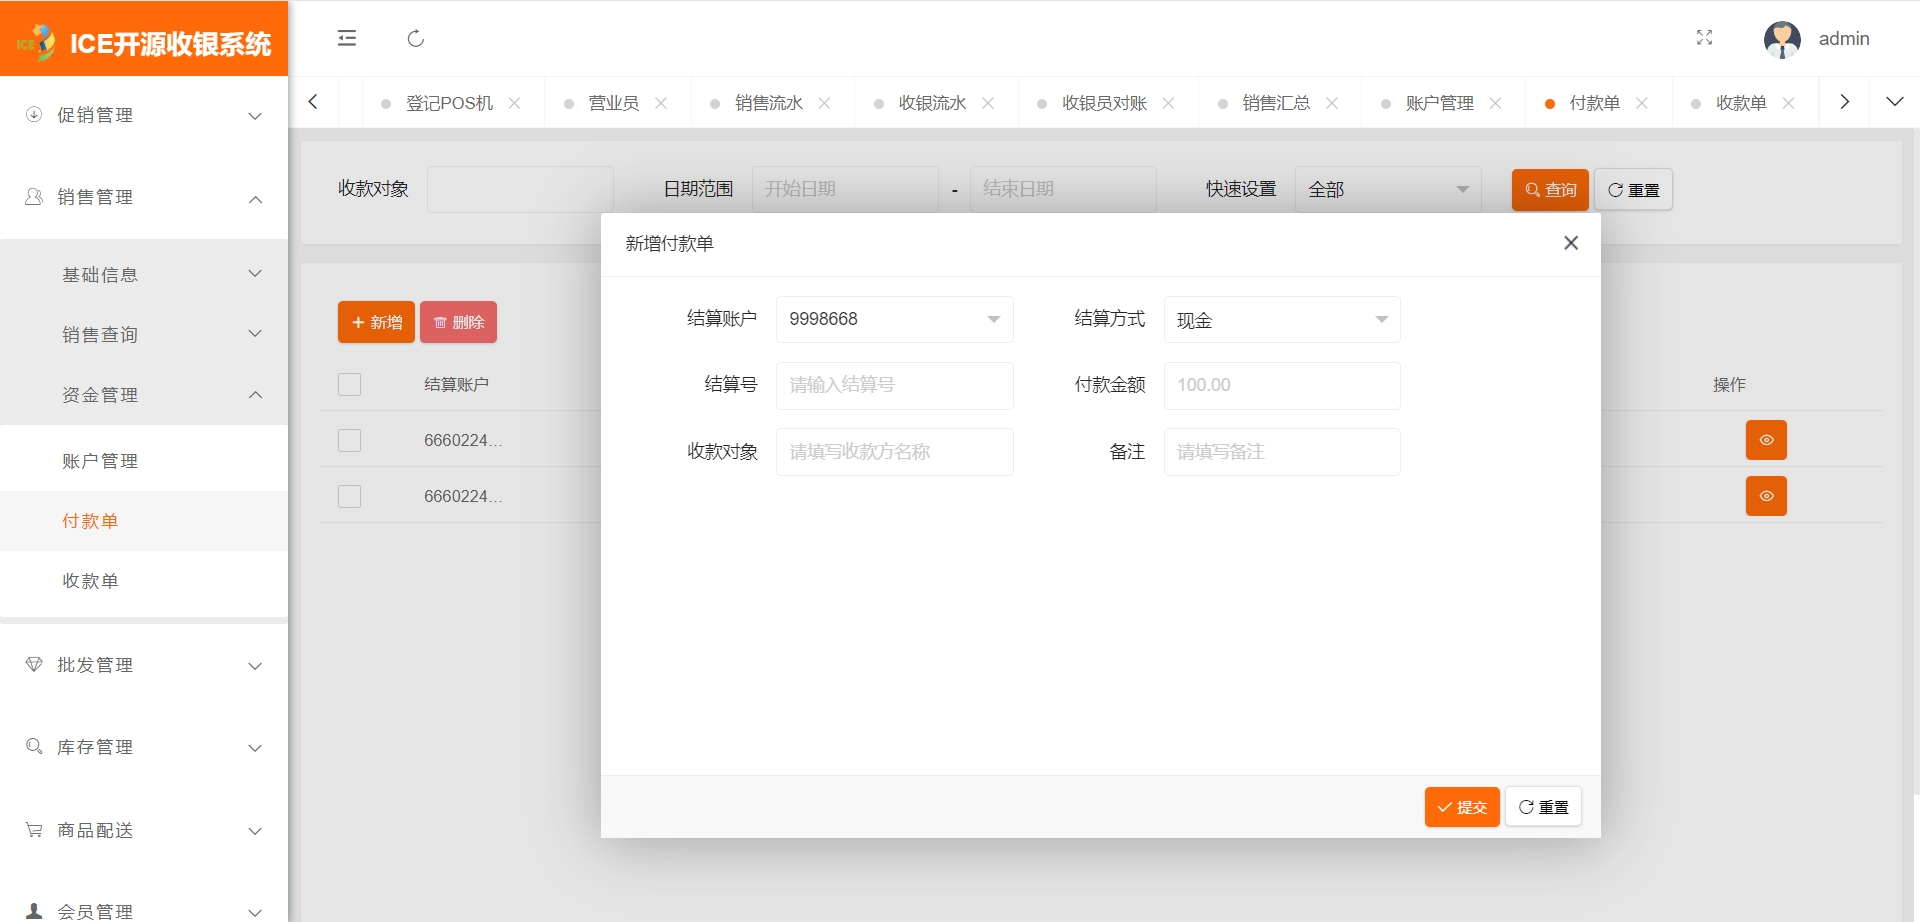 ICE开源收银系统
admin
登记POS机
营业员
销售流水
收银流水
收银员对账
销售汇总
账户管理
付款单
收款单
促销管理
销售管理
基础信息
销售查询
资金管理
账户管理
付款单
收款单
批发管理
库存管理
商品配送
会员管理
收款对象
日期范围 开始日期 - 结束日期
快速设置 全部
查询 重置
新增 删除
结算账户 操作
6660224...
6660224...
新增付款单
结算账户 9998668 结算方式 现金
结算号 请输入结算号 付款金额 100.00
收款对象 请填写收款方名称 备注 请填写备注
提交 重置